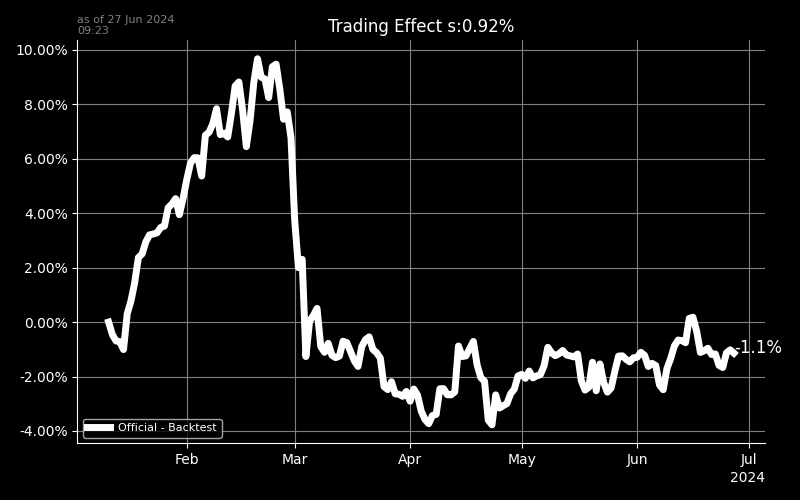 as of 27 Jun 2024
09:23
Trading Effect s:0.92%
10.00%
8.00%
6.00%
4.00%
2.00%
0.00%
-2.00%
-4.00%
-1.1%
Official - Backtest
Feb
Mar
Apr
May
Jun
Jul
2024